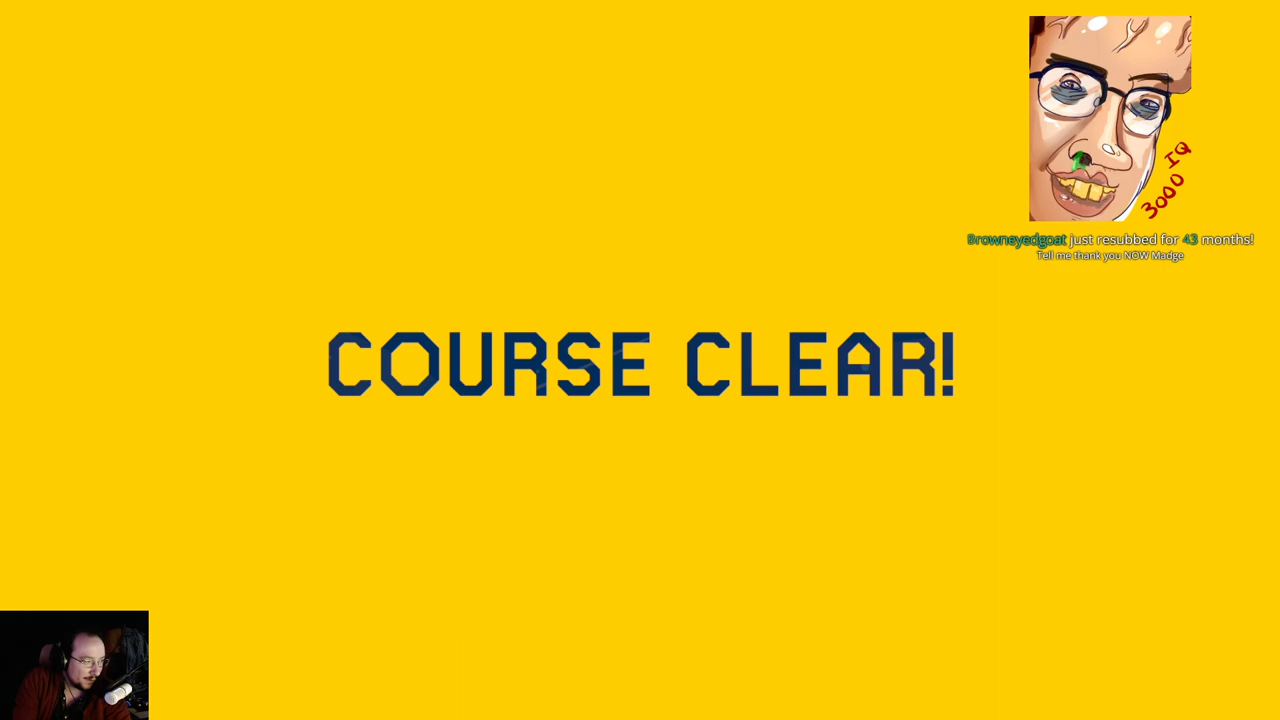 3000 IQ
Browneyedgoat just resubbed for 43 months!
Tell me thank you NOW Madge
COURSE CLEAR!